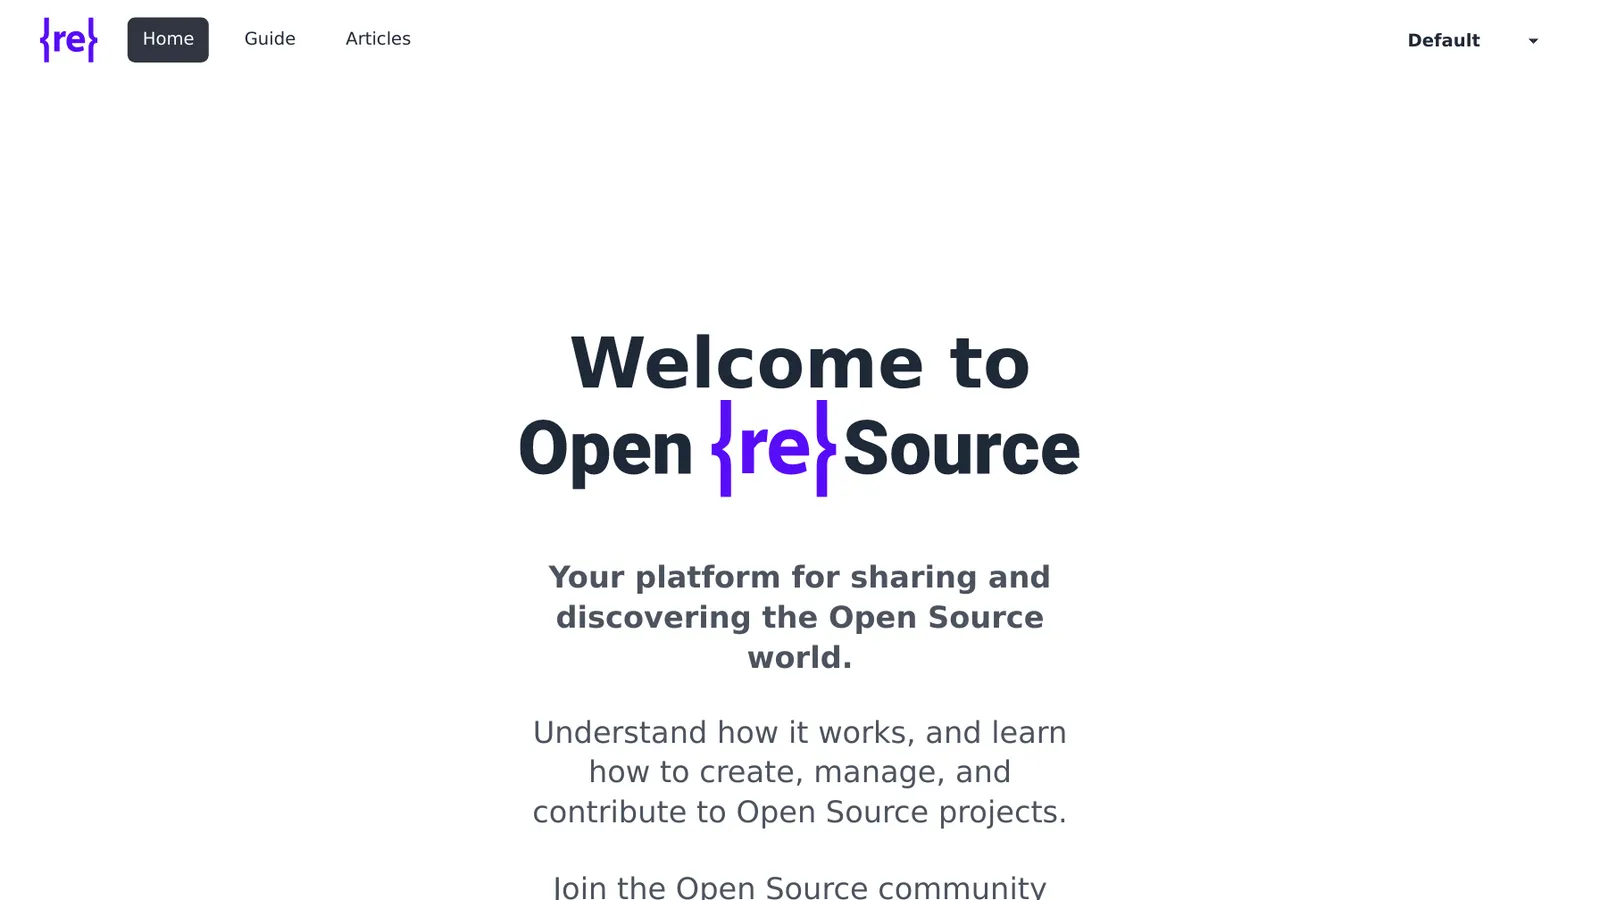 {re} Home Guide Articles Default
Welcome to
Open {re} Source
Your platform for sharing and
discovering the Open Source
world.
Understand how it works, and learn
how to create, manage, and
contribute to Open Source projects.
Join the Open Source community